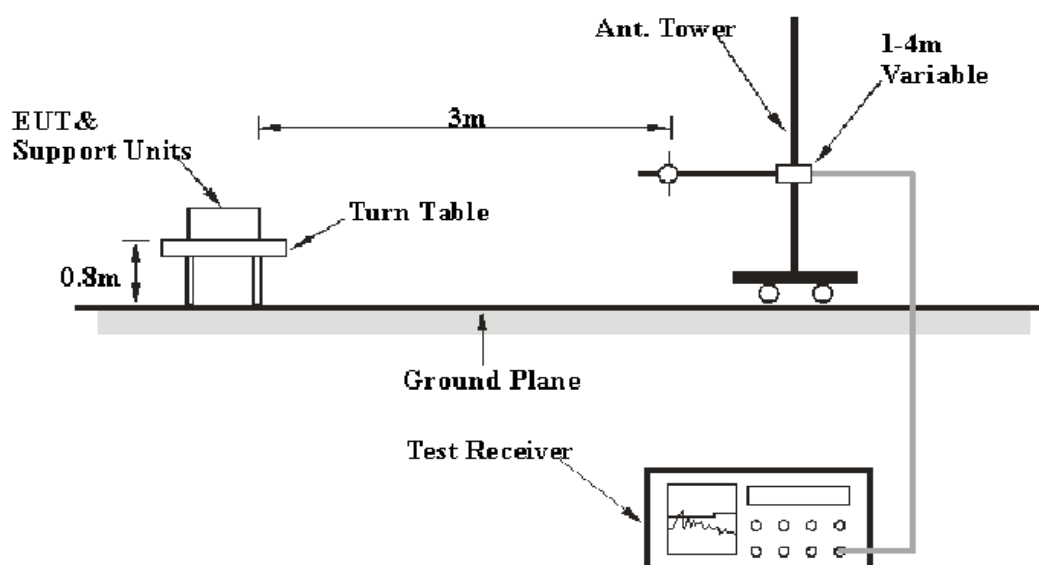 Ant. Tower
1-4m
Variable
3m
EUT&
Support Units
Turn Table
0.8m
Ground Plane
Test Receiver